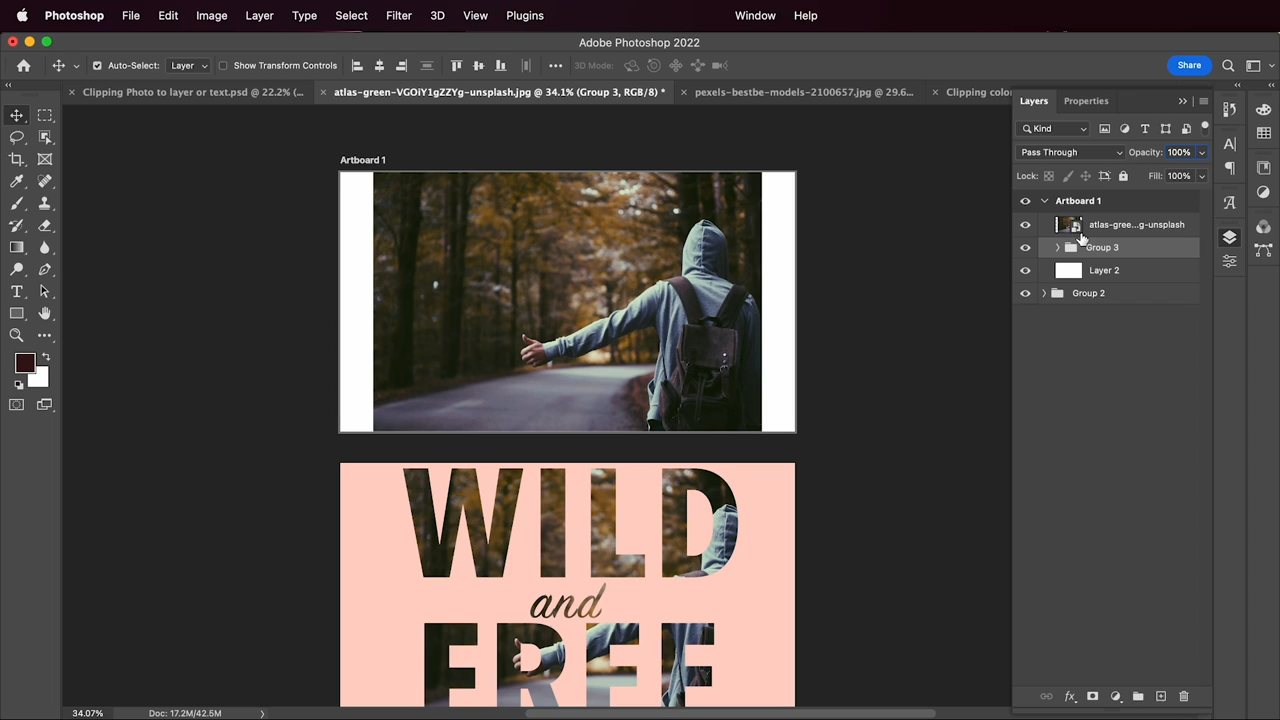 Photoshop File Edit Image Layer Type Select Filter 3D View Plugins Window Help
Adobe Photoshop 2022
Auto-Select: Layer Show Transform Controls 3D Mode: Share
Clipping Photo to layer or text.psd @ 22.2% (... atlas-green-VGOiY1gZZYg-unsplash.jpg @ 34.1% (Group 3, RGB/8) * pexels-bestbe-models-2100657.jpg @ 29.6... Clipping colo
Layers Properties
Kind
Pass Through Opacity: 100%
Lock: Fill: 100%
Artboard 1
atlas-gree...g-unsplash
Group 3
Layer 2
Group 2
Artboard 1
WILD
and
FREE
34.07% Doc: 17.2M/42.5M